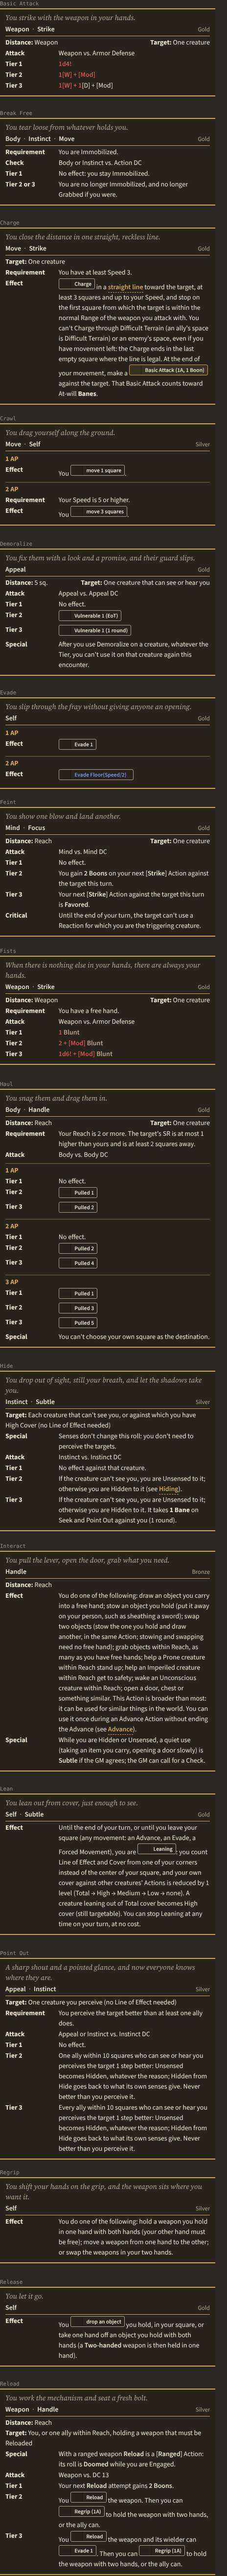 Basic Attack
You strike with the weapon in your hands.
Weapon · Strike Gold
Distance: Weapon Target: One creature
Attack Weapon vs. Armor Defense
Tier 1 1d4!
Tier 2 1[W] + [Mod]
Tier 3 1[W] + 1[D] + [Mod]
Break Free
You tear loose from whatever holds you.
Body · Instinct · Move Gold
Requirement You are Immobilized.
Check Body or Instinct vs. Action DC
Tier 1 No effect: you stay Immobilized.
Tier 2 or 3 You are no longer Immobilized, and no longer
Grabbed if you were.
Charge
You close the distance in one straight, reckless line.
Move · Strike Gold
Target: One creature
Requirement You have at least Speed 3.
Effect Charge in a straight line toward the target, at
least 3 squares and up to your Speed, and stop on
the first square from which the target is within the
normal Range of the weapon you attack with. You
can't Charge through Difficult Terrain (an ally's space
is Difficult Terrain) or an enemy's space, even if you
have movement left: the Charge ends in the last
empty square where the line is legal. At the end of
your movement, make a Basic Attack (1A, 1 Boon)
against the target. That Basic Attack counts toward
At-will Banes.
Crawl
You drag yourself along the ground.
Move · Self Silver
1 AP
Effect You move 1 square.
2 AP
Requirement Your Speed is 5 or higher.
Effect You move 3 squares.
Demoralize
You fix them with a look and a promise, and their guard slips.
Appeal Gold
Distance: 5 sq. Target: One creature that can see or hear you
Attack Appeal vs. Appeal DC
Tier 1 No effect.
Tier 2 Vulnerable 1 (EoT)
Tier 3 Vulnerable 1 (1 round)
Special After you use Demoralize on a creature, whatever the
Tier, you can't use it on that creature again this
encounter.
Evade
You slip through the fray without giving anyone an opening.
Self Gold
1 AP
Effect Evade 1
2 AP
Effect Evade Floor(Speed/2)
Feint
You show one blow and land another.
Mind · Focus Gold
Distance: Reach Target: One creature
Attack Mind vs. Mind DC
Tier 1 No effect.
Tier 2 You gain 2 Boons on your next [Strike] Action against
the target this turn.
Tier 3 Your next [Strike] Action against the target this turn
is Favored.
Critical Until the end of your turn, the target can't use a
Reaction for which you are the triggering creature.
Fists
When there is nothing else in your hands, there are always your
hands.
Weapon · Strike Gold
Distance: Weapon Target: One creature
Requirement You have a free hand.
Attack Weapon vs. Armor Defense
Tier 1 1 Blunt
Tier 2 2 + [Mod] Blunt
Tier 3 1d6! + [Mod] Blunt
Haul
You snag them and drag them in.
Body · Handle Gold
Distance: Reach Target: One creature
Requirement Your Reach is 2 or more. The target's SR is at most 1
higher than yours and is at least 2 squares away.
Attack Body vs. Body DC
1 AP
Tier 1 No effect.
Tier 2 Pulled 1
Tier 3 Pulled 2
2 AP
Tier 1 No effect.
Tier 2 Pulled 2
Tier 3 Pulled 4
3 AP
Tier 1 Pulled 1
Tier 2 Pulled 3
Tier 3 Pulled 5
Special You can't choose your own square as the destination.
Hide
You drop out of sight, still your breath, and let the shadows take
you.
Instinct · Subtle Silver
Target: Each creature that can't see you, or against which you have
High Cover (no Line of Effect needed)
Special Senses don't change this roll: you don't need to
perceive the targets.
Attack Instinct vs. Instinct DC
Tier 1 No effect against that creature.
Tier 2 If the creature can't see you, you are Unsensed to it;
otherwise you are Hidden to it (see Hiding).
Tier 3 If the creature can't see you, you are Unsensed to it;
otherwise you are Hidden to it. It takes 1 Bane on
Seek and Point Out against you (1 round).
Interact
You pull the lever, open the door, grab what you need.
Handle Bronze
Distance: Reach
Effect You do one of the following: draw an object you carry
into a free hand; stow an object you hold (put it away
on your person, such as sheathing a sword); swap
two objects (stow the one you hold and draw
another, in the same Action; stowing and swapping
need no free hand); grab objects within Reach, as
many as you have free hands; help a Prone creature
within Reach stand up; help an Imperiled creature
within Reach get to safety; wake an Unconscious
creature within Reach; open a door, chest or
something similar. This Action is broader than most:
it can be used for similar things in the world. You can
use it once during an Advance Action without ending
the Advance (see Advance).
Special While you are Hidden or Unsensed, a quiet use
(taking an item you carry, opening a door slowly) is
Subtle if the GM agrees; the GM can call for a Check.
Lean
You lean out from cover, just enough to see.
Self · Subtle Gold
Effect Until the end of your turn, or until you leave your
square (any movement: an Advance, an Evade, a
Forced Movement), you are Leaning: you count
Line of Effect and Cover from one of your corners
instead of the center of your square, and your own
cover against other creatures' Actions is reduced by 1
level (Total → High → Medium → Low → none). A
creature leaning out of Total cover becomes High
cover (still targetable). You can stop Leaning at any
time on your turn, at no cost.
Point Out
A sharp shout and a pointed glance, and now everyone knows
where they are.
Appeal · Instinct Silver
Target: One creature you perceive (no Line of Effect needed)
Requirement You perceive the target better than at least one ally
does.
Attack Appeal or Instinct vs. Instinct DC
Tier 1 No effect.
Tier 2 One ally within 10 squares who can see or hear you
perceives the target 1 step better: Unsensed
becomes Hidden, whatever the reason; Hidden from
Hide goes back to what its own senses give. Never
better than you perceive it.
Tier 3 Every ally within 10 squares who can see or hear you
perceives the target 1 step better: Unsensed
becomes Hidden, whatever the reason; Hidden from
Hide goes back to what its own senses give. Never
better than you perceive it.
Regrip
You shift your hands on the grip, and the weapon sits where you
want it.
Self Silver
Effect You do one of the following: hold a weapon you hold
in one hand with both hands (your other hand must
be free); move a weapon from one hand to the other;
or swap the weapons in your two hands.
Release
You let it go.
Self Gold
Effect You drop an object you hold, in your square, or
take one hand off an object you hold with both
hands (a Two-handed weapon is then held in one
hand).
Reload
You work the mechanism and seat a fresh bolt.
Weapon · Handle Silver
Distance: Reach
Target: You, or one ally within Reach, holding a weapon that must be
Reloaded
Special With a ranged weapon Reload is a [Ranged] Action:
its roll is Doomed while you are Engaged.
Attack Weapon vs. DC 13
Tier 1 Your next Reload attempt gains 2 Boons.
Tier 2 You Reload the weapon. Then you can
Regrip (1A) to hold the weapon with two hands,
or the ally can.
Tier 3 You Reload the weapon and its wielder can
Evade 1. Then you can Regrip (1A) to hold
the weapon with two hands, or the ally can.